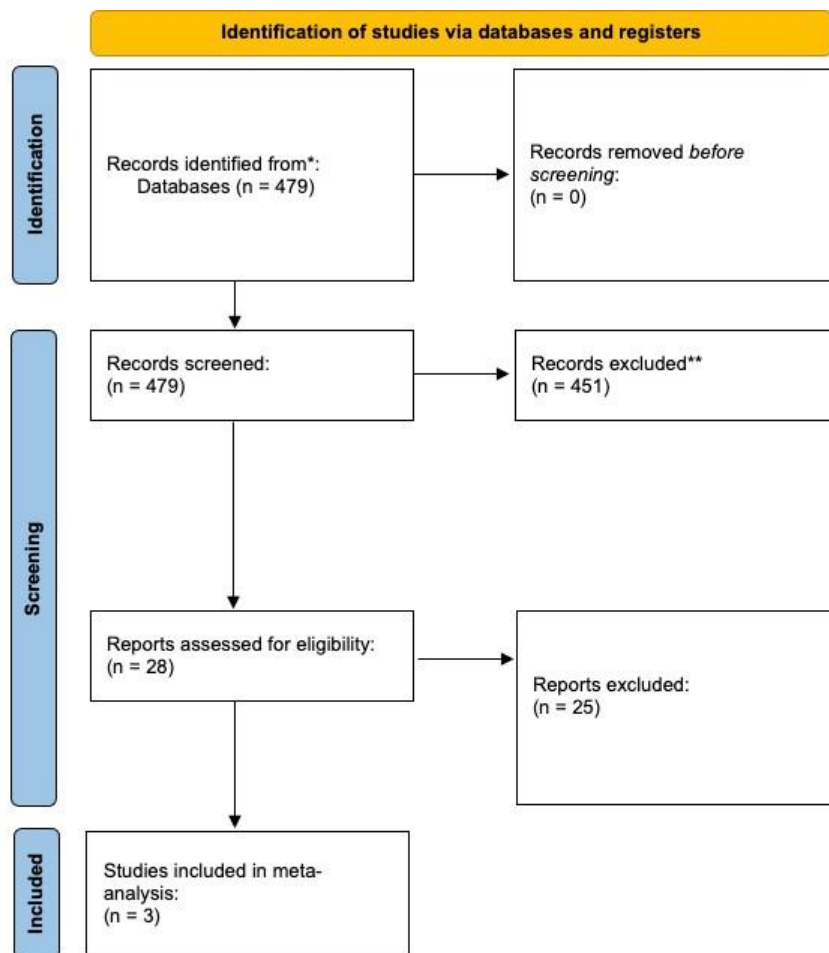 Identification of studies via databases and registers
Identification
Records identified from*:
Databases (n = 479)
Records removed before
screening:
(n = 0)
Screening
Records screened:
(n = 479)
Records excluded**
(n = 451)
Reports assessed for eligibility:
(n = 28)
Reports excluded:
(n = 25)
Included
Studies included in meta-
analysis:
(n = 3)